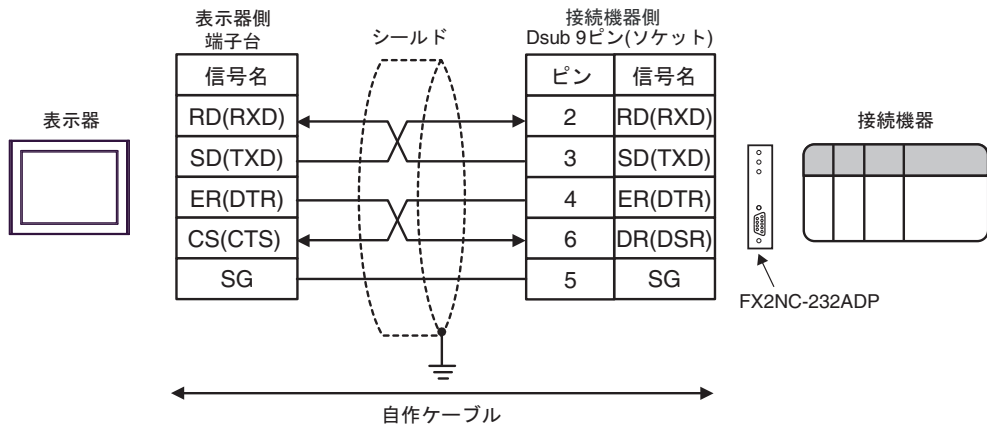 表示器側
端子台
シールド
接続機器側
Dsub 9ピン(ソケット)
信号名
ピン
信号名
RD(RXD)
2
RD(RXD)
SD(TXD)
3
SD(TXD)
ER(DTR)
4
ER(DTR)
CS(CTS)
6
DR(DSR)
SG
5
SG
表示器
接続機器
FX2NC-232ADP
自作ケーブル